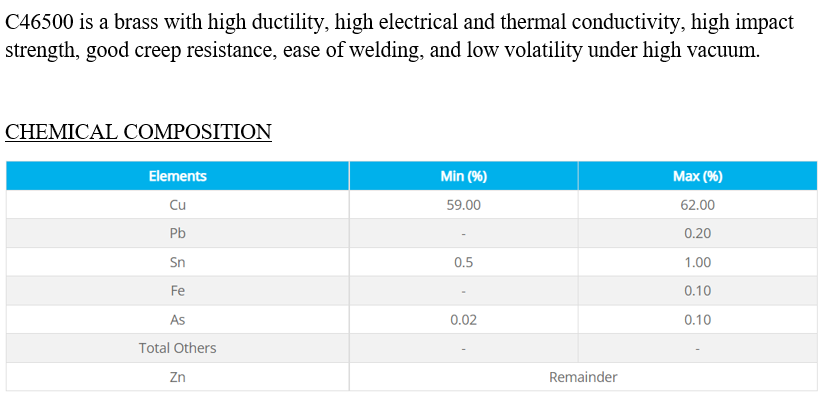 C46500 is a brass with high ductility, high electrical and thermal conductivity, high impact
strength, good creep resistance, ease of welding, and low volatility under high vacuum.
CHEMICAL COMPOSITION
Elements Min (%) Max (%)
Cu 59.00 62.00
Pb - 0.20
Sn 0.5 1.00
Fe - 0.10
As 0.02 0.10
Total Others - -
Zn Remainder